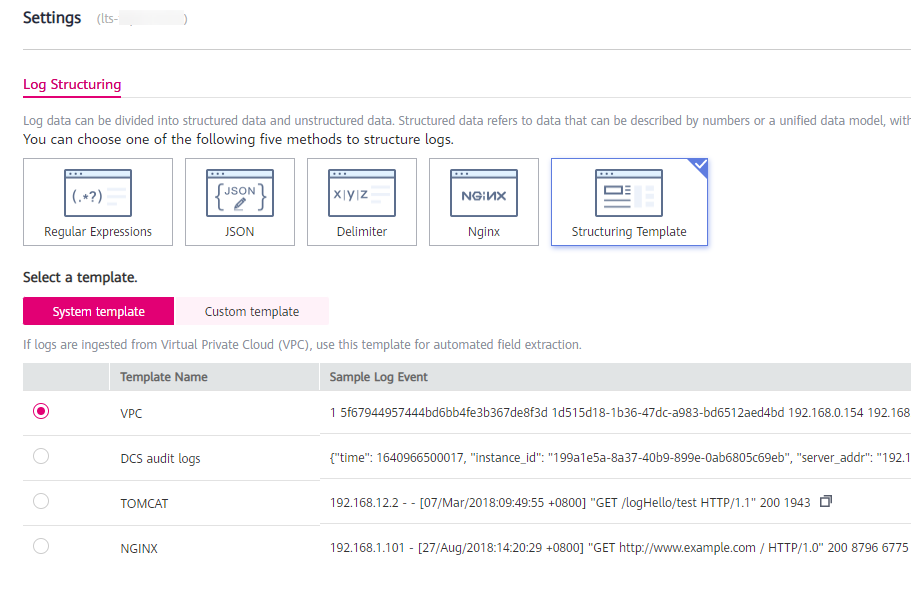 Settings (lts- )
Log Structuring
Log data can be divided into structured data and unstructured data. Structured data refers to data that can be described by numbers or a unified data model, with
You can choose one of the following five methods to structure logs.
(.*?) {JSON} X|Y|Z NGiNX
Regular Expressions JSON Delimiter Nginx Structuring Template
Select a template.
System template Custom template
If logs are ingested from Virtual Private Cloud (VPC), use this template for automated field extraction.
Template Name Sample Log Event
VPC 1 5f67944957444bd6bb4fe3b367de8f3d 1d515d18-1b36-47dc-a983-bd6512aed4bd 192.168.0.154 192.168
DCS audit logs {"time": 1640966500017, "instance_id": "199a1e5a-8a37-40b9-899e-0ab6805c69eb", "server_addr": "192.1
TOMCAT 192.168.12.2 - - [07/Mar/2018:09:49:55 +0800] "GET /logHello/test HTTP/1.1" 200 1943
NGINX 192.168.1.101 - [27/Aug/2018:14:20:29 +0800] "GET http://www.example.com / HTTP/1.0" 200 8796 6775